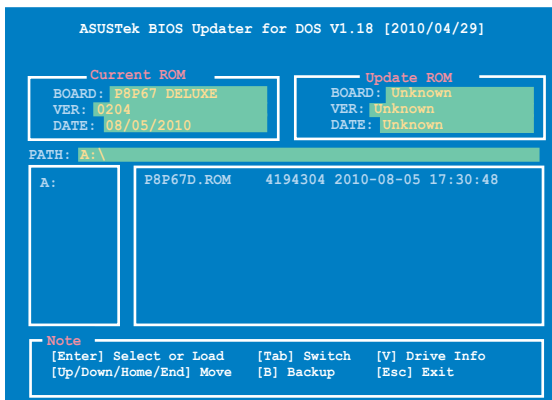 ASUSTek BIOS Updater for DOS V1.18 [2010/04/29]
Current ROM
BOARD: P8P67 DELUXE
VER: 0204
DATE: 08/05/2010
Update ROM
BOARD: Unknown
VER: Unknown
DATE: Unknown
PATH: A:\
A:
P8P67D.ROM 4194304 2010-08-05 17:30:48
Note
[Enter] Select or Load [Tab] Switch [V] Drive Info
[Up/Down/Home/End] Move [B] Backup [Esc] Exit